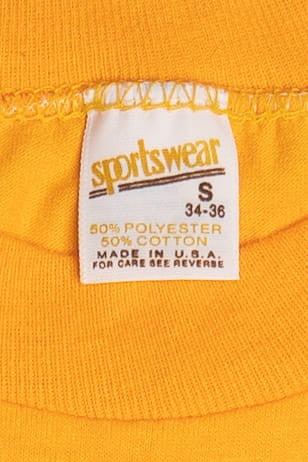 sportswear
S
34-36
50% POLYESTER
50% COTTON
MADE IN U.S.A.
FOR CARE SEE REVERSE